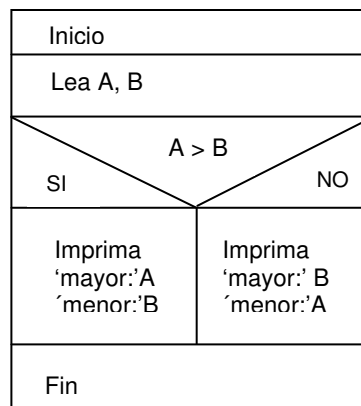 Inicio
Lea A, B
A > B
SI
NO
Imprima
‘mayor:’A
´menor:’B
Imprima
‘mayor:’ B
´menor:’A
Fin